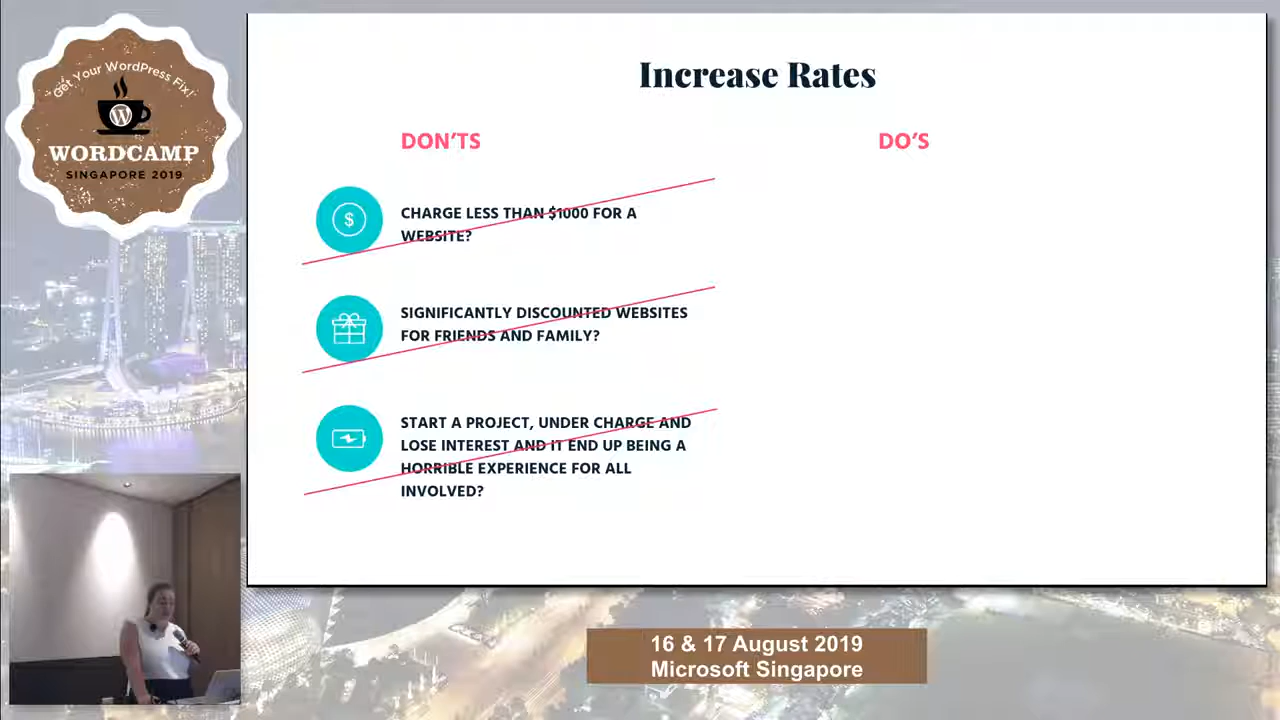 Get Your WordPress Fix!
W
WORDCAMP
SINGAPORE 2019
Increase Rates
DON'TS
DO'S
$
CHARGE LESS THAN $1000 FOR A
WEBSITE?
SIGNIFICANTLY DISCOUNTED WEBSITES
FOR FRIENDS AND FAMILY?
START A PROJECT, UNDER CHARGE AND
LOSE INTEREST AND IT END UP BEING A
HORRIBLE EXPERIENCE FOR ALL
INVOLVED?
16 & 17 August 2019
Microsoft Singapore